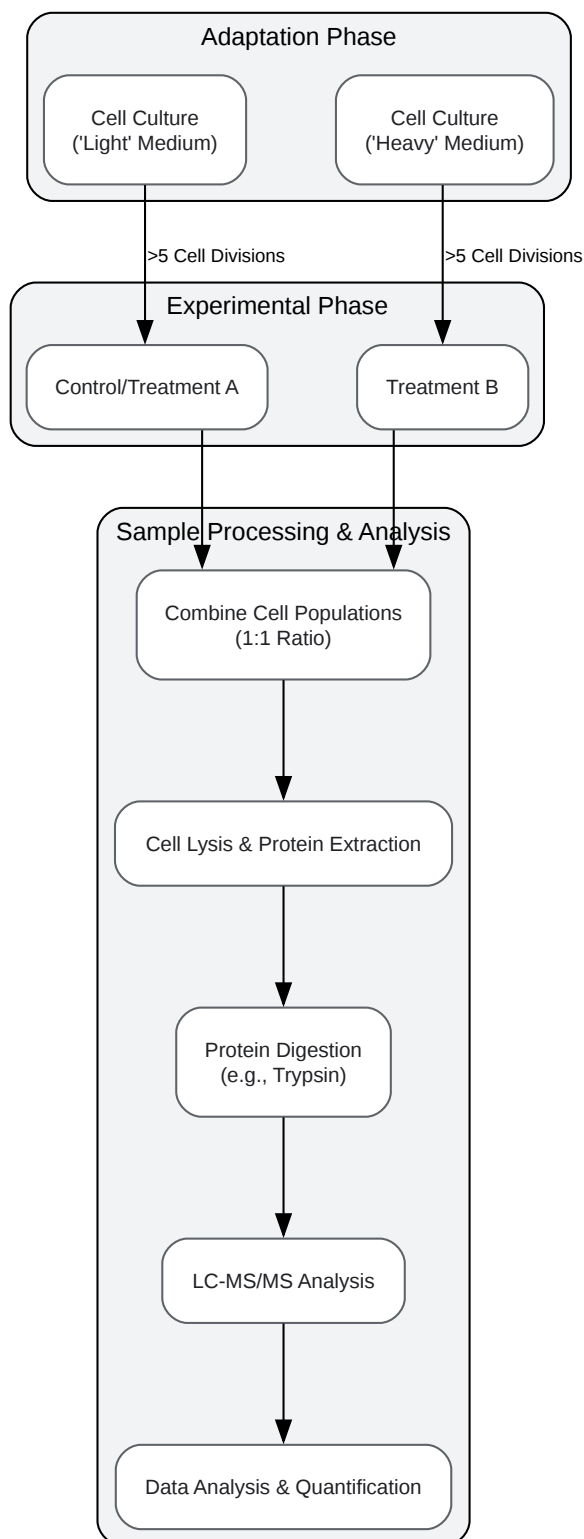 Adaptation Phase
Cell Culture
('Light' Medium)
Cell Culture
('Heavy' Medium)
>5 Cell Divisions
>5 Cell Divisions
Experimental Phase
Control/Treatment A
Treatment B
Sample Processing & Analysis
Combine Cell Populations
(1:1 Ratio)
Cell Lysis & Protein Extraction
Protein Digestion
(e.g., Trypsin)
LC-MS/MS Analysis
Data Analysis & Quantification